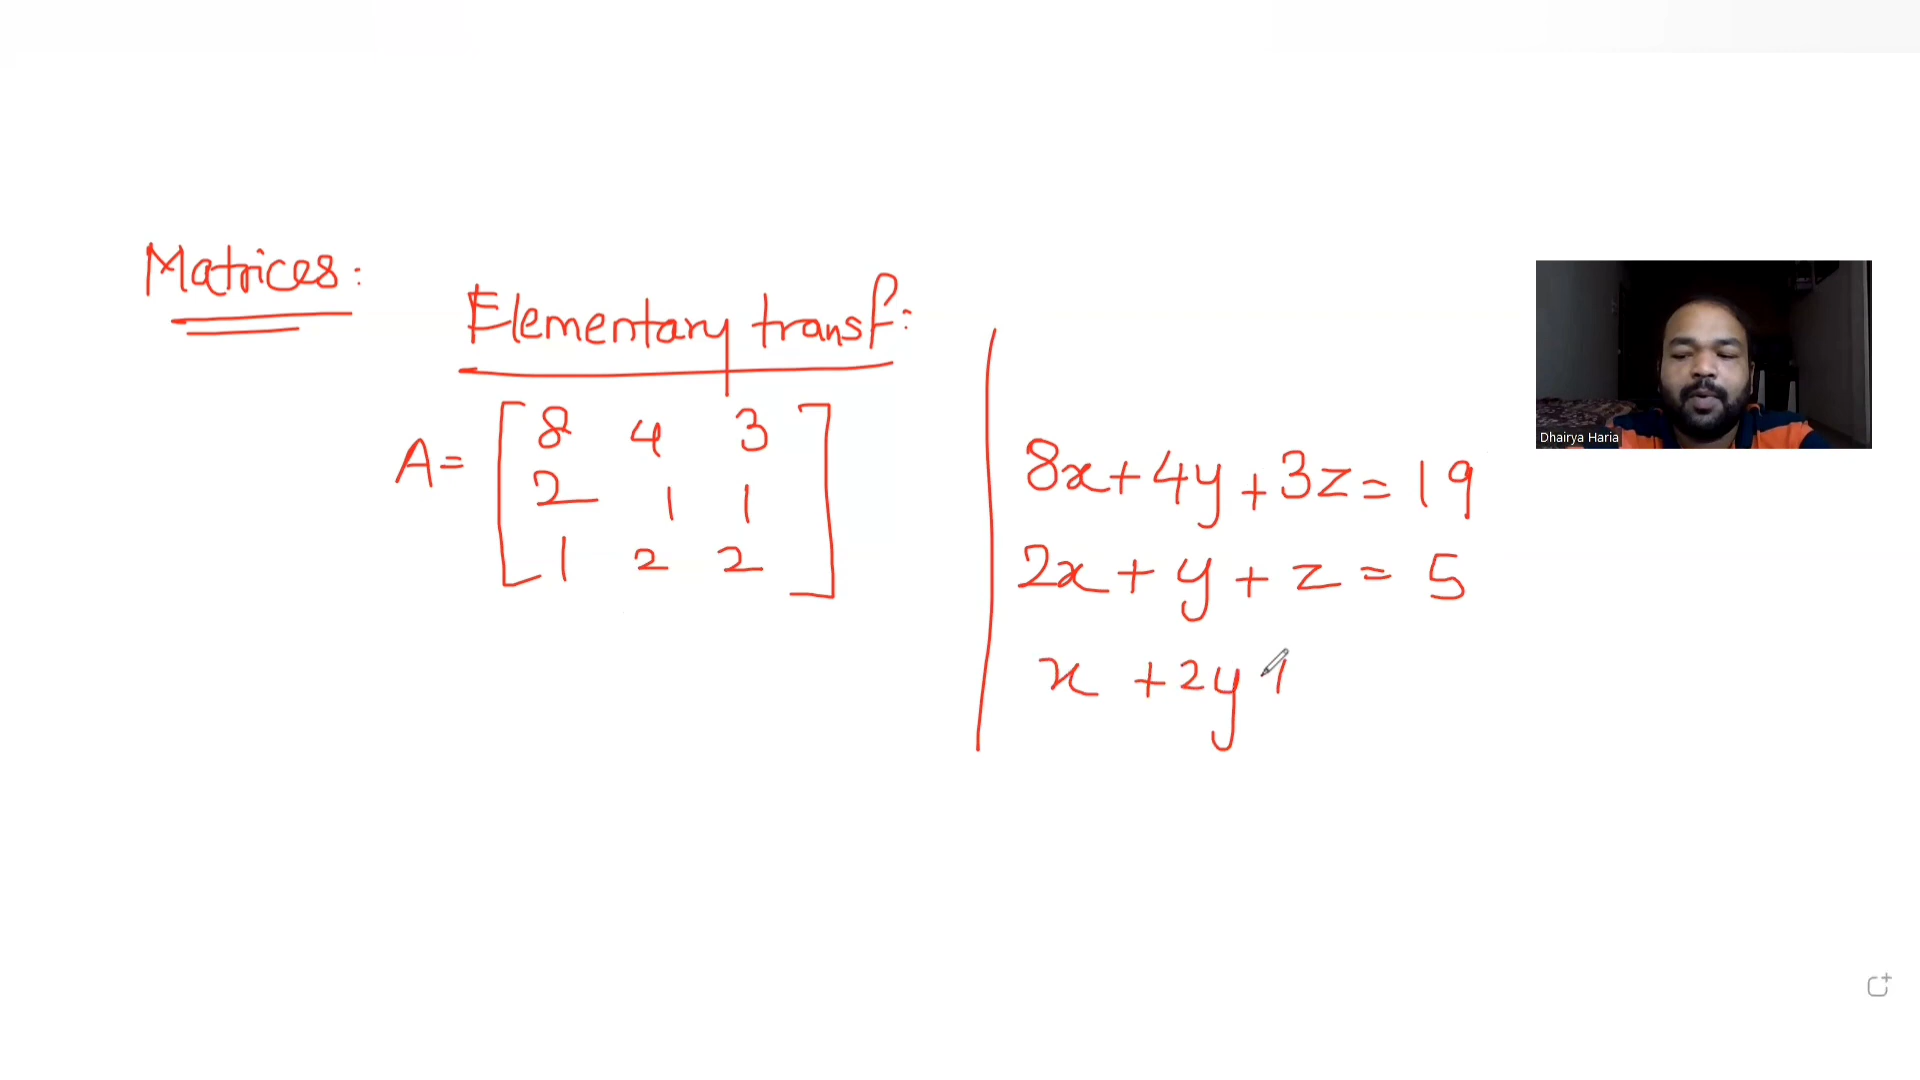 Matrices:
Elementary transf:
A = [ 8 4 3
2 1 1
1 2 2 ]
8x + 4y + 3z = 19
2x + y + z = 5
x + 2y
Dhairya Haria